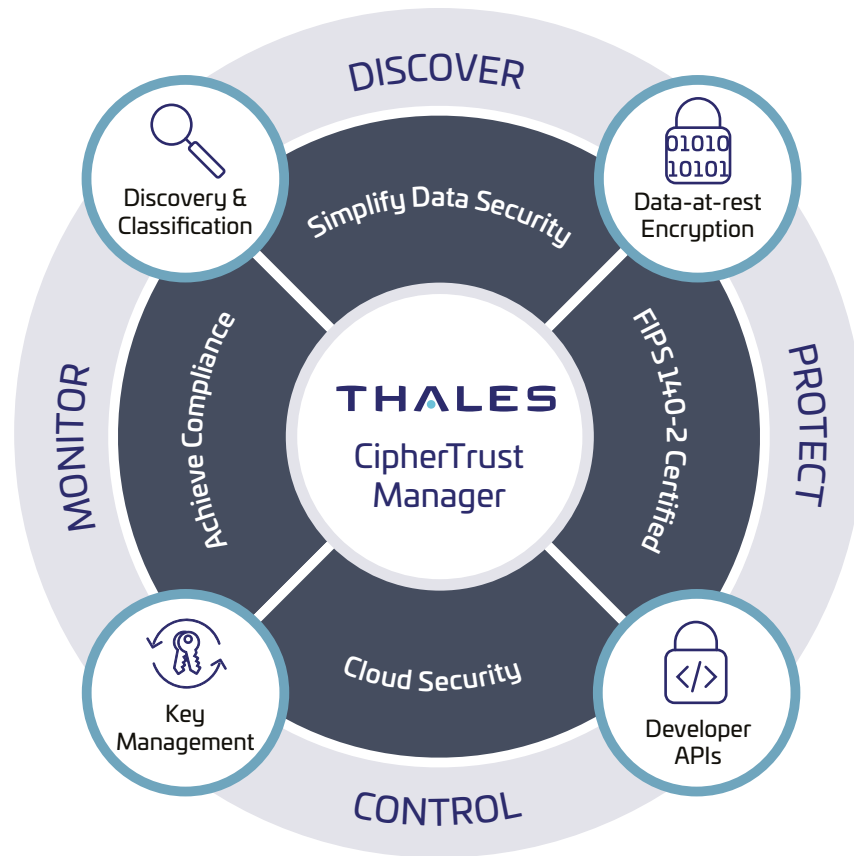 DISCOVER
Discovery &
Classification
01010
10101
Data-at-rest
Encryption
Simplify Data Security
MONITOR
Achieve Compliance
THALES
CipherTrust
Manager
FIPS 140-2 Certified
PROTECT
Cloud Security
Key
Management
</>
Developer
APIs
CONTROL